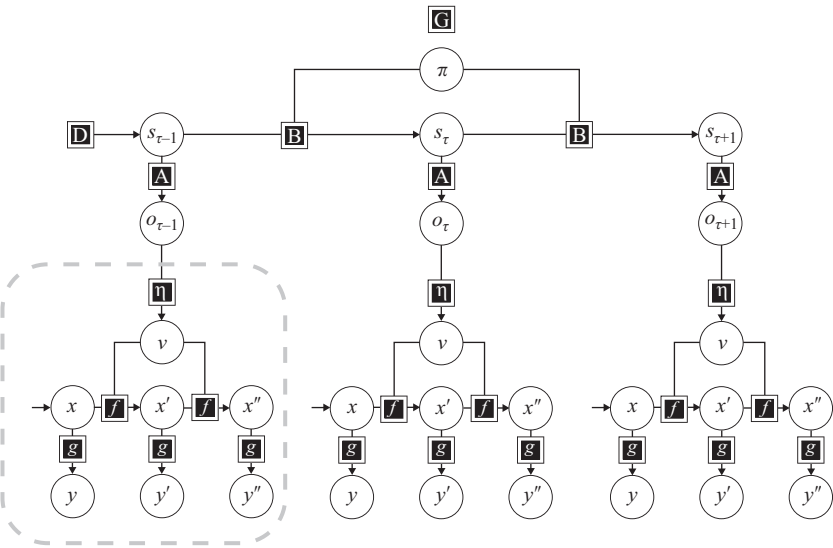 G
π
D s_{τ−1} B s_τ B s_{τ+1}
A A A
o_{τ−1} o_τ o_{τ+1}
η η η
v v v
x f x′ f x″ x f x′ f x″ x f x′ f x″
g g g g g g g g g
y y′ y″ y y′ y″ y y′ y″